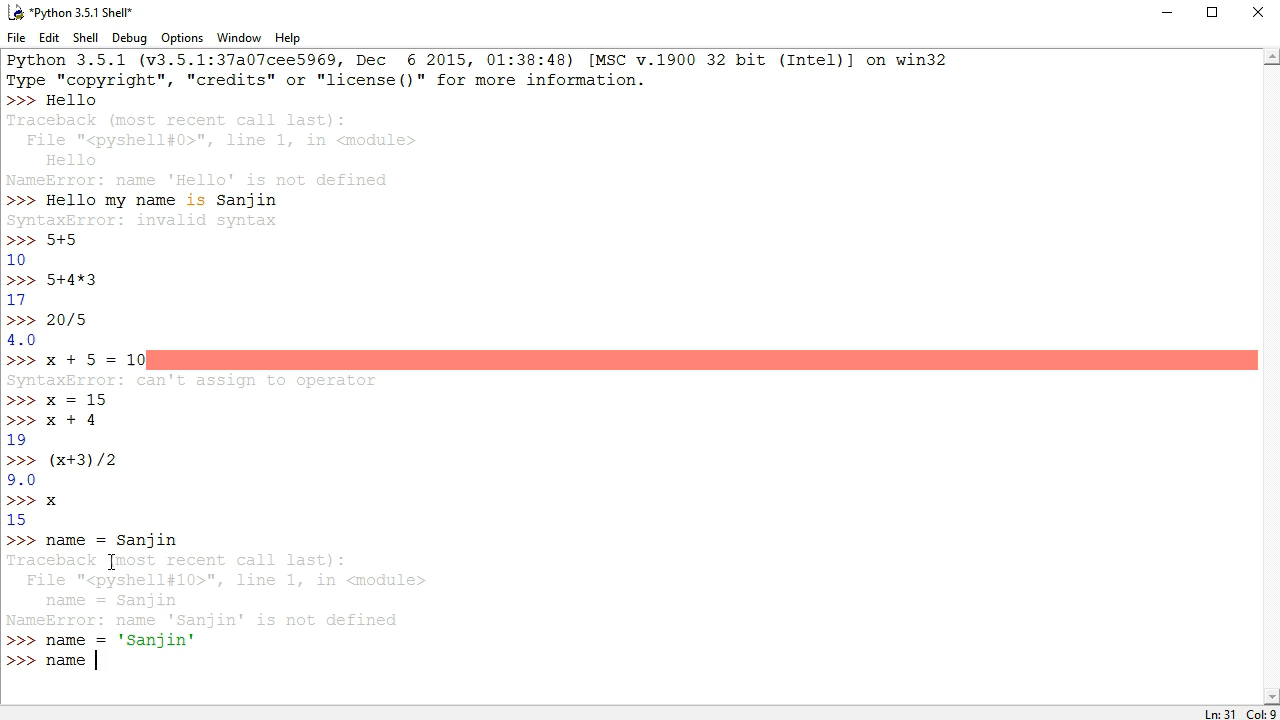 *Python 3.5.1 Shell*
File Edit Shell Debug Options Window Help
Python 3.5.1 (v3.5.1:37a07cee5969, Dec  6 2015, 01:38:48) [MSC v.1900 32 bit (Intel)] on win32
Type "copyright", "credits" or "license()" for more information.
>>> Hello
Traceback (most recent call last):
  File "<pyshell#0>", line 1, in <module>
    Hello
NameError: name 'Hello' is not defined
>>> Hello my name is Sanjin
SyntaxError: invalid syntax
>>> 5+5
10
>>> 5+4*3
17
>>> 20/5
4.0
>>> x + 5 = 10
SyntaxError: can't assign to operator
>>> x = 15
>>> x + 4
19
>>> (x+3)/2
9.0
>>> x
15
>>> name = Sanjin
Traceback (most recent call last):
  File "<pyshell#10>", line 1, in <module>
    name = Sanjin
NameError: name 'Sanjin' is not defined
>>> name = 'Sanjin'
>>> name
Ln: 31 Col: 9